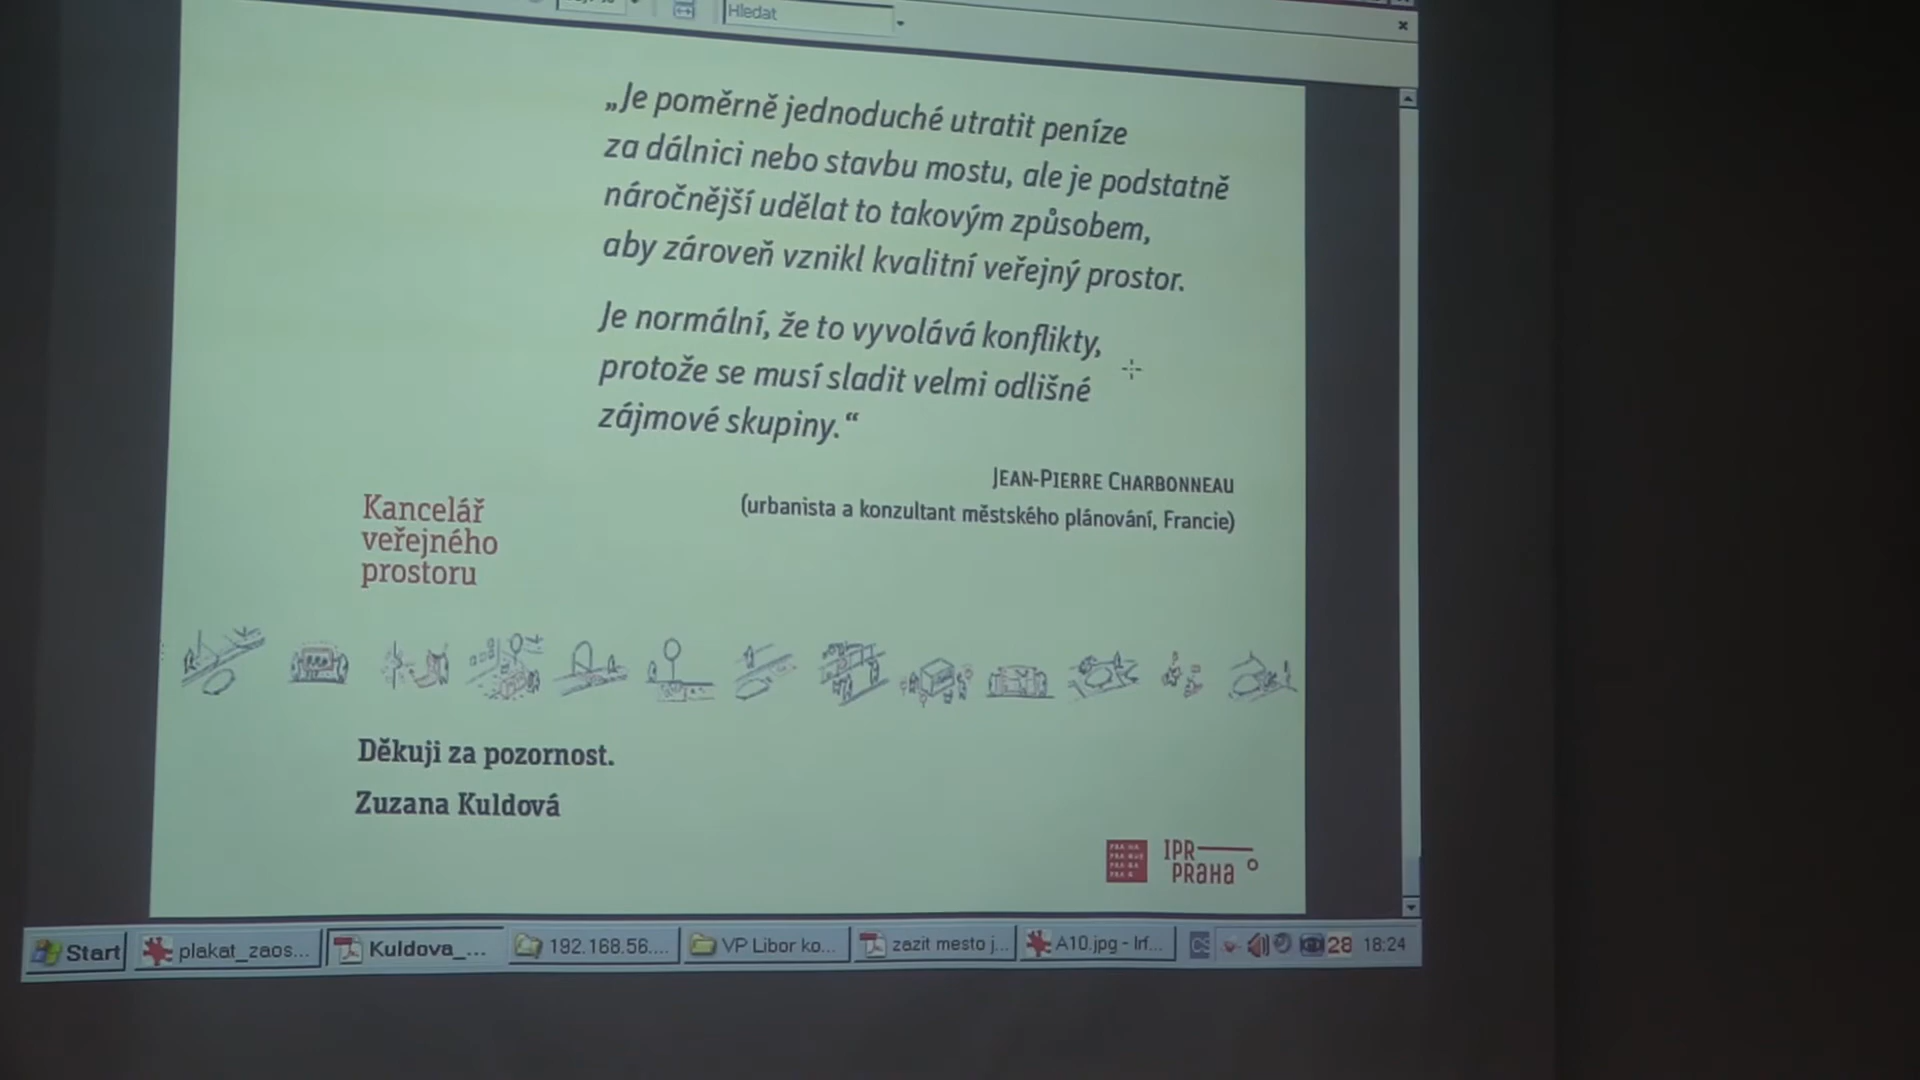 Hledat
„Je poměrně jednoduché utratit peníze
za dálnici nebo stavbu mostu, ale je podstatně
náročnější udělat to takovým způsobem,
aby zároveň vznikl kvalitní veřejný prostor.
Je normální, že to vyvolává konflikty,
protože se musí sladit velmi odlišné
zájmové skupiny.“
JEAN-PIERRE CHARBONNEAU
(urbanista a konzultant městského plánování, Francie)
Kancelář
veřejného
prostoru
Děkuji za pozornost.
Zuzana Kuldová
IPR
PRAHA
Start plakat_zaos... Kuldova_... 192.168.56.... VP Libor ko... zazit mesto j... A10.jpg - Irf... CS 28 18:24